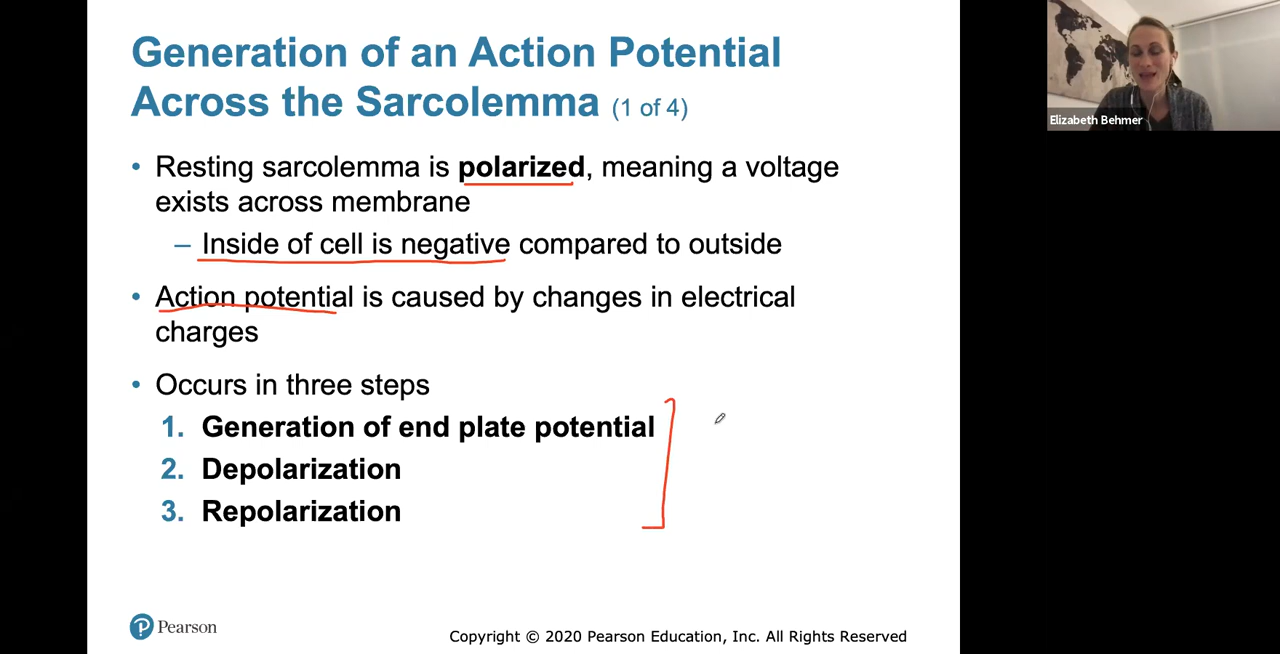 Generation of an Action Potential
Across the Sarcolemma (1 of 4)
• Resting sarcolemma is polarized, meaning a voltage
exists across membrane
– Inside of cell is negative compared to outside
• Action potential is caused by changes in electrical
charges
• Occurs in three steps
1. Generation of end plate potential
2. Depolarization
3. Repolarization
Pearson
Copyright © 2020 Pearson Education, Inc. All Rights Reserved
Elizabeth Behmer